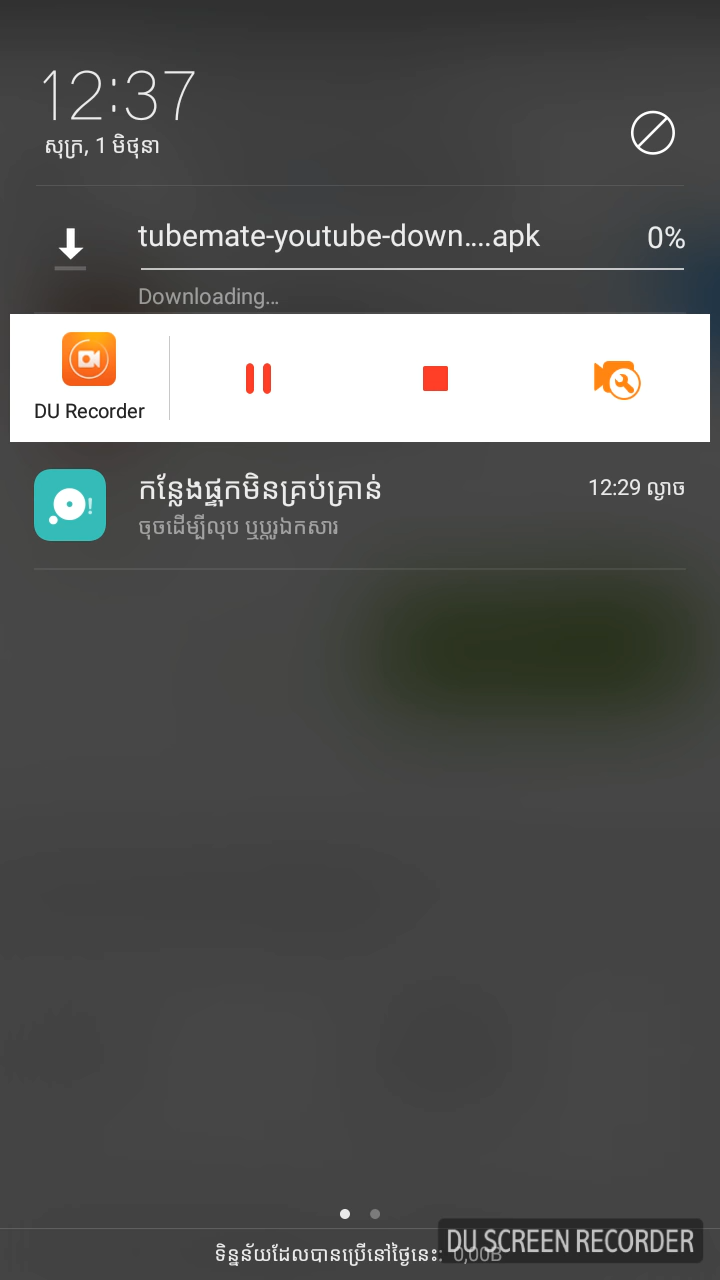 12:37
សុក្រ, 1 មិថុនា
tubemate-youtube-down....apk 0%
Downloading...
DU Recorder
កន្លែងផ្ទុកមិនគ្រប់គ្រាន់ 12:29 ល្ងាច
ចុចដើម្បីលុប ឬប្តូរឯកសារ
ទិន្នន័យដែលបានប្រើនៅថ្ងៃនេះ: 0,00B
DU SCREEN RECORDER